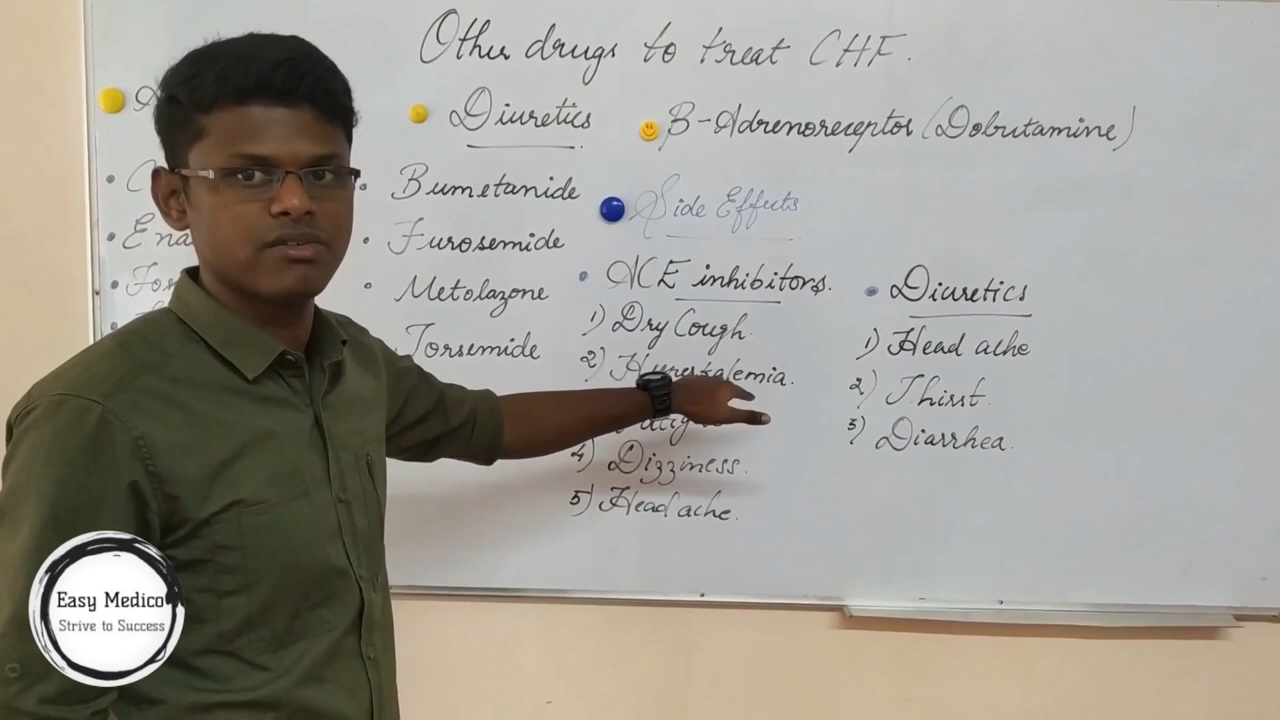 Other drugs to treat CHF.
Diuretics
Bumetanide
Furosemide
Metolazone
Torsemide
β-Adrenoreceptor (Dobutamine)
Side Effects
ACE inhibitors.
1) Dry Cough.
2) Hyperkalemia.
4) Dizziness.
5) Head ache.
Diuretics
1) Head ache
2) Thirst.
3) Diarrhea.
Easy Medico
Strive to Success